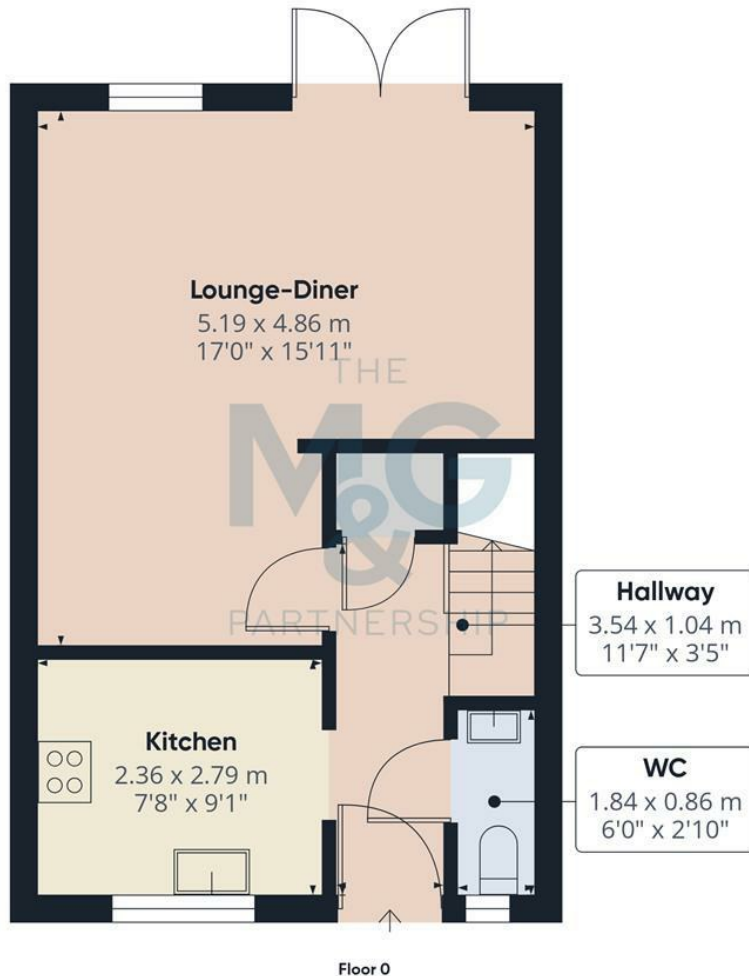 Lounge-Diner
5.19 x 4.86 m
17'0" x 15'11"
THE
M&G
PARTNERSHIP
Hallway
3.54 x 1.04 m
11'7" x 3'5"
Kitchen
2.36 x 2.79 m
7'8" x 9'1"
WC
1.84 x 0.86 m
6'0" x 2'10"
Floor 0